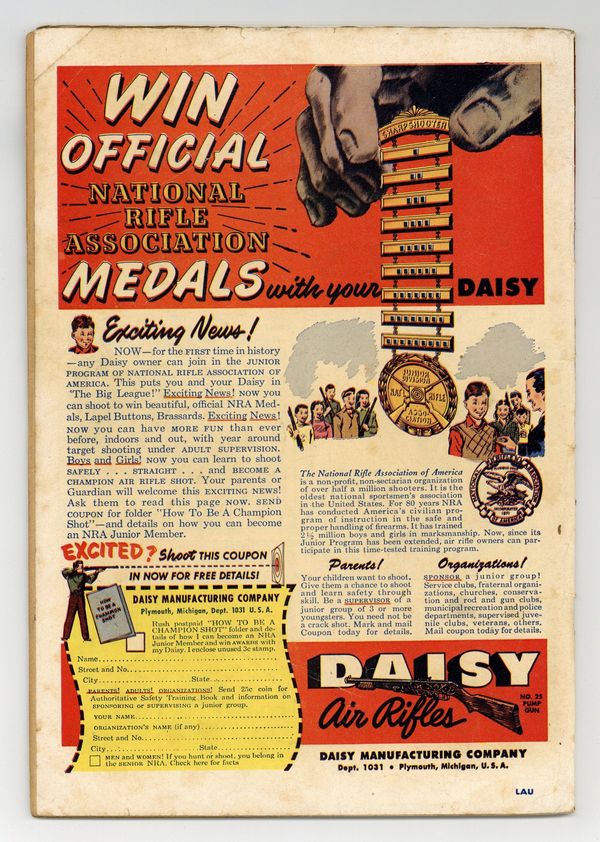 WIN
OFFICIAL
NATIONAL
RIFLE
ASSOCIATION
MEDALS with your DAISY
SHARPSHOOTER
JUNIOR
DIVISION
NAT'L RIFLE
ASSO-
CIATION
Exciting News!
NOW—for the FIRST time in history
—any Daisy owner can join in the JUNIOR
PROGRAM OF NATIONAL RIFLE ASSOCIATION OF
AMERICA. This puts you and your Daisy in
"The Big League!" Exciting News! NOW you
can shoot to win beautiful, official NRA Med-
als, Lapel Buttons, Brassards. Exciting News!
NOW you can have MORE FUN than ever
before, indoors and out, with year around
target shooting under ADULT SUPERVISION.
Boys and Girls! NOW you can learn to shoot
SAFELY . . . STRAIGHT . . . and BECOME A
CHAMPION AIR RIFLE SHOT. Your parents or
Guardian will welcome this EXCITING NEWS!
Ask them to read this page NOW. SEND
COUPON for folder "How To Be A Champion
Shot"—and details on how you can become
an NRA Junior Member.
The National Rifle Association of America
is a non-profit, non-sectarian organization
of over half a million shooters. It is the
oldest national sportsmen's association
in the United States. For 80 years NRA
has conducted America's civilian pro-
gram of instruction in the safe and
proper handling of firearms. It has trained
2½ million boys and girls in marksmanship. Now, since its
Junior Program has been extended, air rifle owners can par-
ticipate in this time-tested training program.
Parents!
Your children want to shoot.
Give them a chance to shoot
and learn safety through
skill. Be a SUPERVISOR of a
junior group of 3 or more
youngsters. You need not be
a crack shot. Mark and mail
Coupon today for details.
Organizations!
SPONSOR a junior group!
Service clubs, fraternal organi-
zations, churches, conserva-
tion and rod and gun clubs,
municipal recreation and police
departments, supervised juve-
nile clubs, veterans, others.
Mail coupon today for details.
EXCITED? Shoot THIS COUPON
IN NOW FOR FREE DETAILS!
HOW
TO BE A
CHAMPION
SHOT
DAISY MANUFACTURING COMPANY
Plymouth, Michigan, Dept. 1031 U. S. A.
Rush postpaid "HOW TO BE A
CHAMPION SHOT" folder and de-
tails of how I can become an NRA
Junior Member and win AWARDS with
my Daisy. I enclose unused 3c stamp.
Name
Street and No.
City State
PARENTS! ADULTS! ORGANIZATIONS! Send 25c coin for
Authoritative Safety Training Book and information on
SPONSORING or SUPERVISING a junior group.
YOUR NAME
ORGANIZATION'S NAME (if any)
Street and No.
City State
MEN and WOMEN! If you hunt or shoot, you belong in
the SENIOR NRA. Check here for facts
DAISY
Air Rifles
NO. 25
PUMP
GUN
DAISY MANUFACTURING COMPANY
Dept. 1031 • Plymouth, Michigan, U. S. A.
LAU